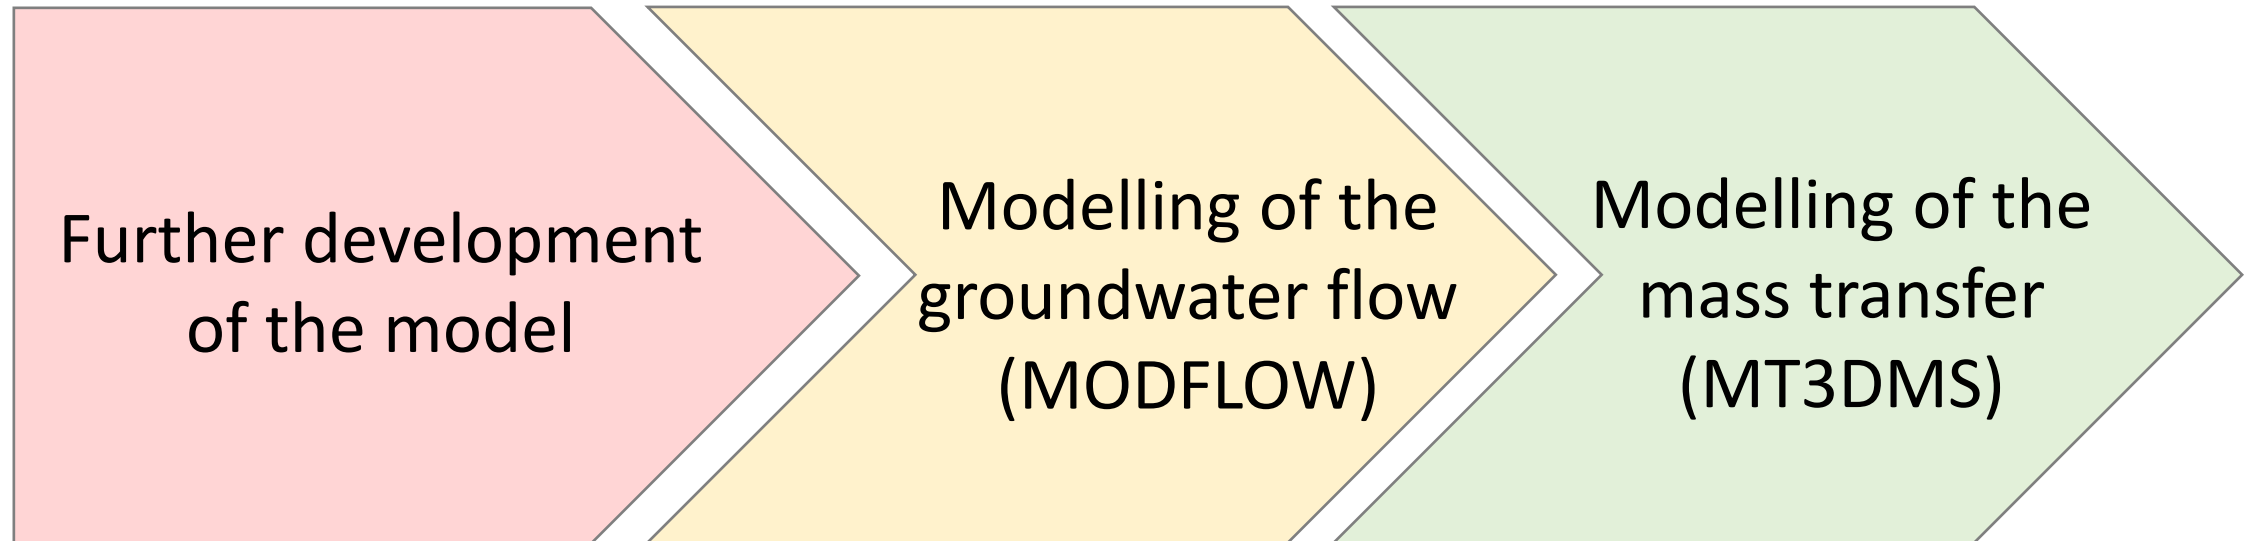 Further development
of the model
Modelling of the
groundwater flow
(MODFLOW)
Modelling of the
mass transfer
(MT3DMS)